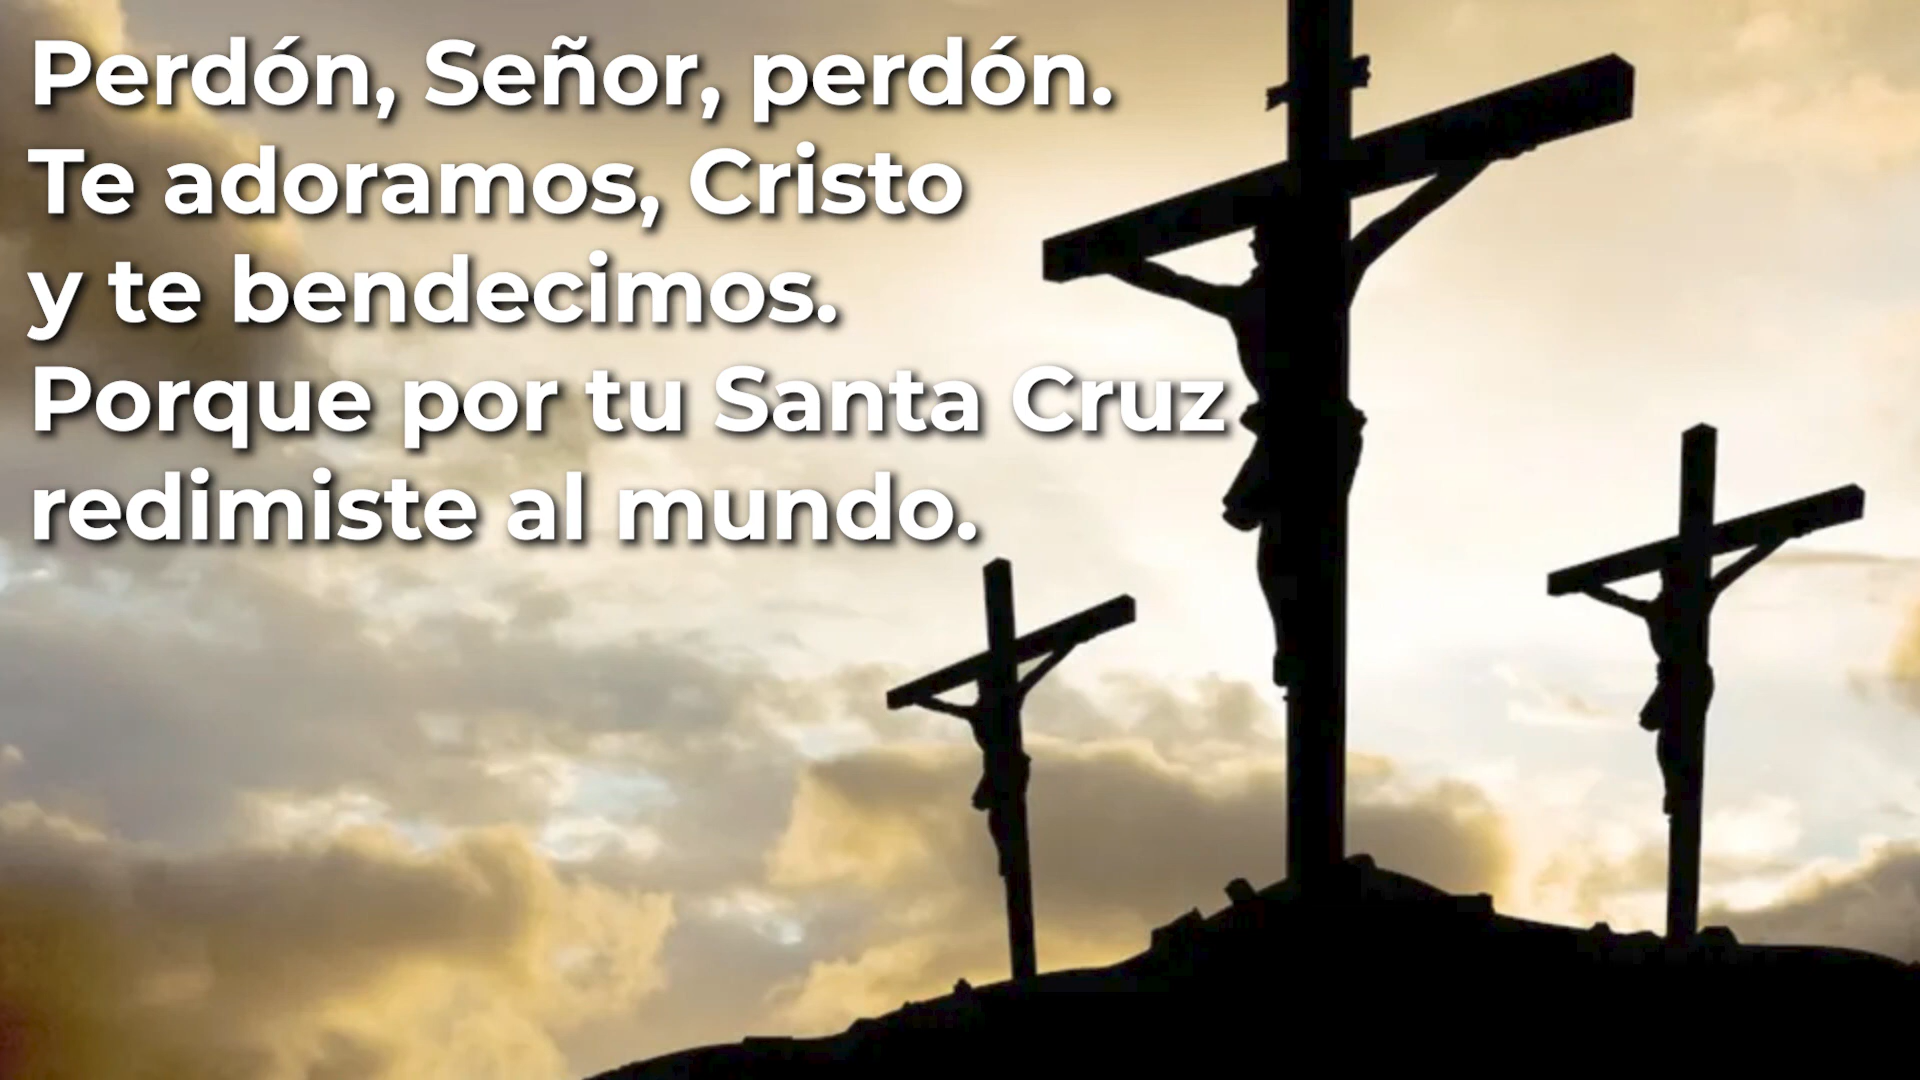 Perdón, Señor, perdón.
Te adoramos, Cristo
y te bendecimos.
Porque por tu Santa Cruz
redimiste al mundo.